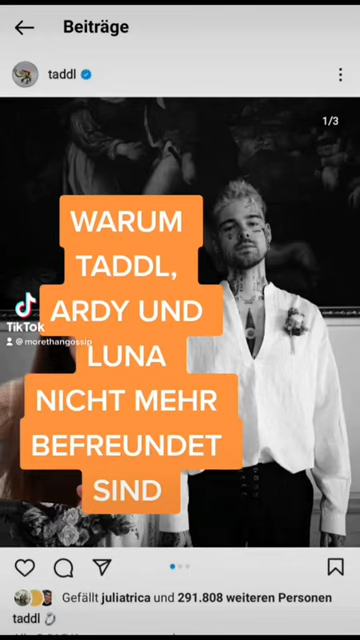 Beiträge
taddl
1/3
WARUM
TADDL,
ARDY UND
LUNA
NICHT MEHR
BEFREUNDET
SIND
TikTok
@ morethangossip
Gefällt juliatrica und 291.808 weiteren Personen
taddl